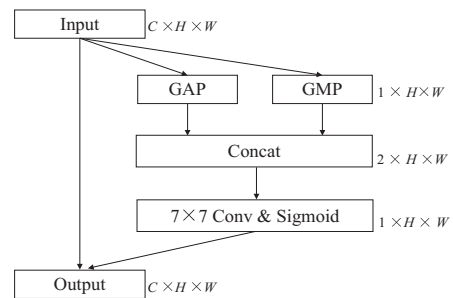 Input C×H×W
GAP GMP 1 × H×W
Concat 2 × H×W
7×7 Conv & Sigmoid 1 ×H× W
Output C×H×W